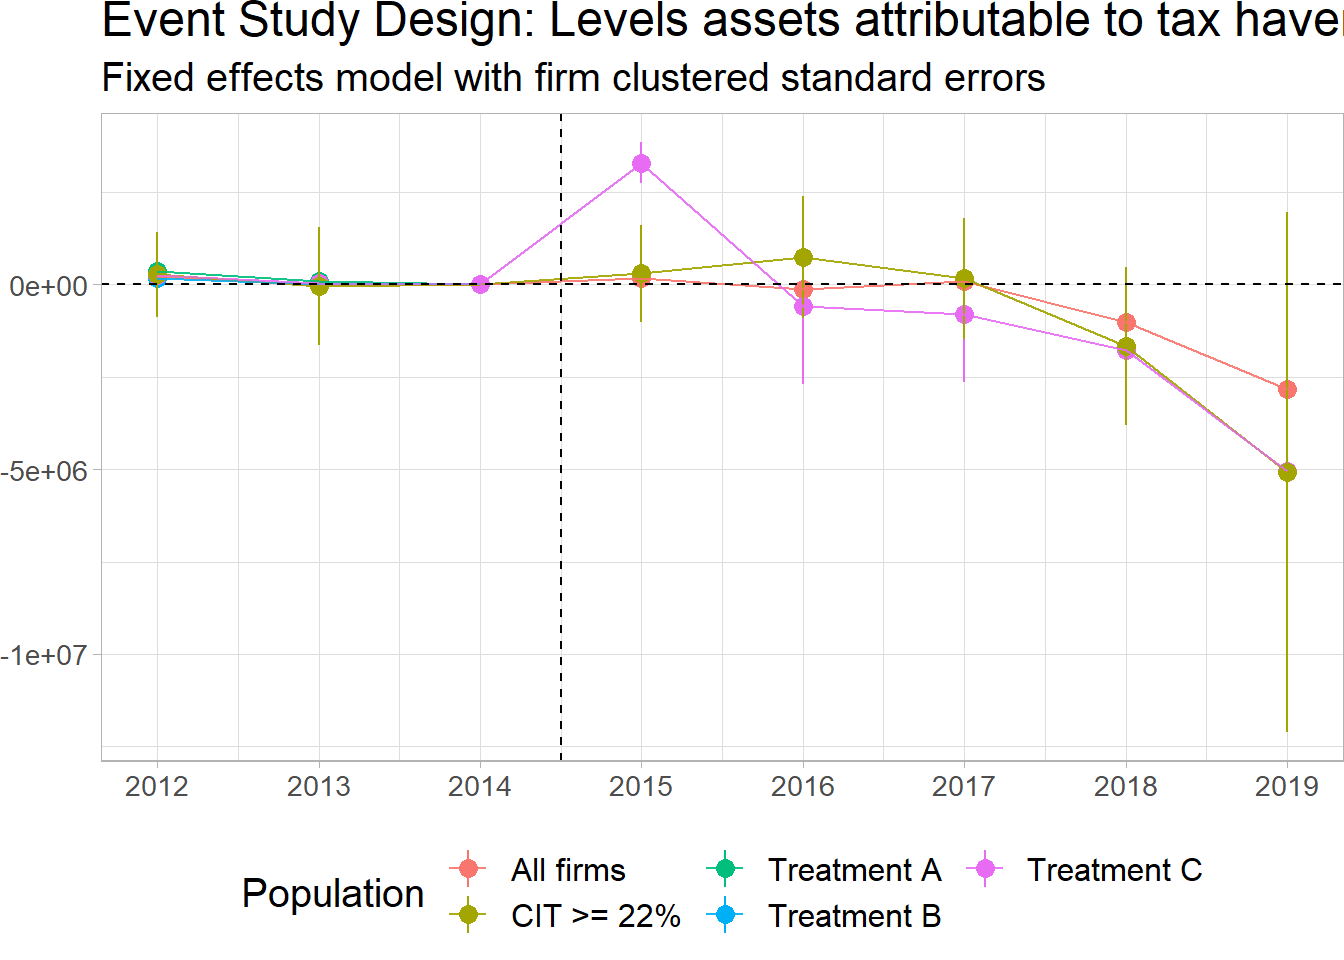 Event Study Design: Levels assets attributable to tax
Fixed effects model with firm clustered standard errors
0e+00
-5e+06
-1e+07
2012 2013 2014 2015 2016 2017 2018 2019
Population
All firms Treatment A Treatment C
CIT >= 22% Treatment B